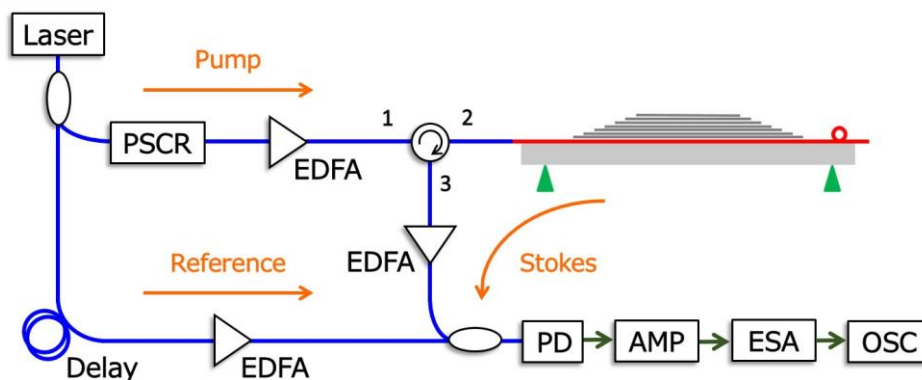 Laser
Pump
PSCR
EDFA
1
2
3
EDFA
Reference
Stokes
Delay
EDFA
PD
AMP
ESA
OSC